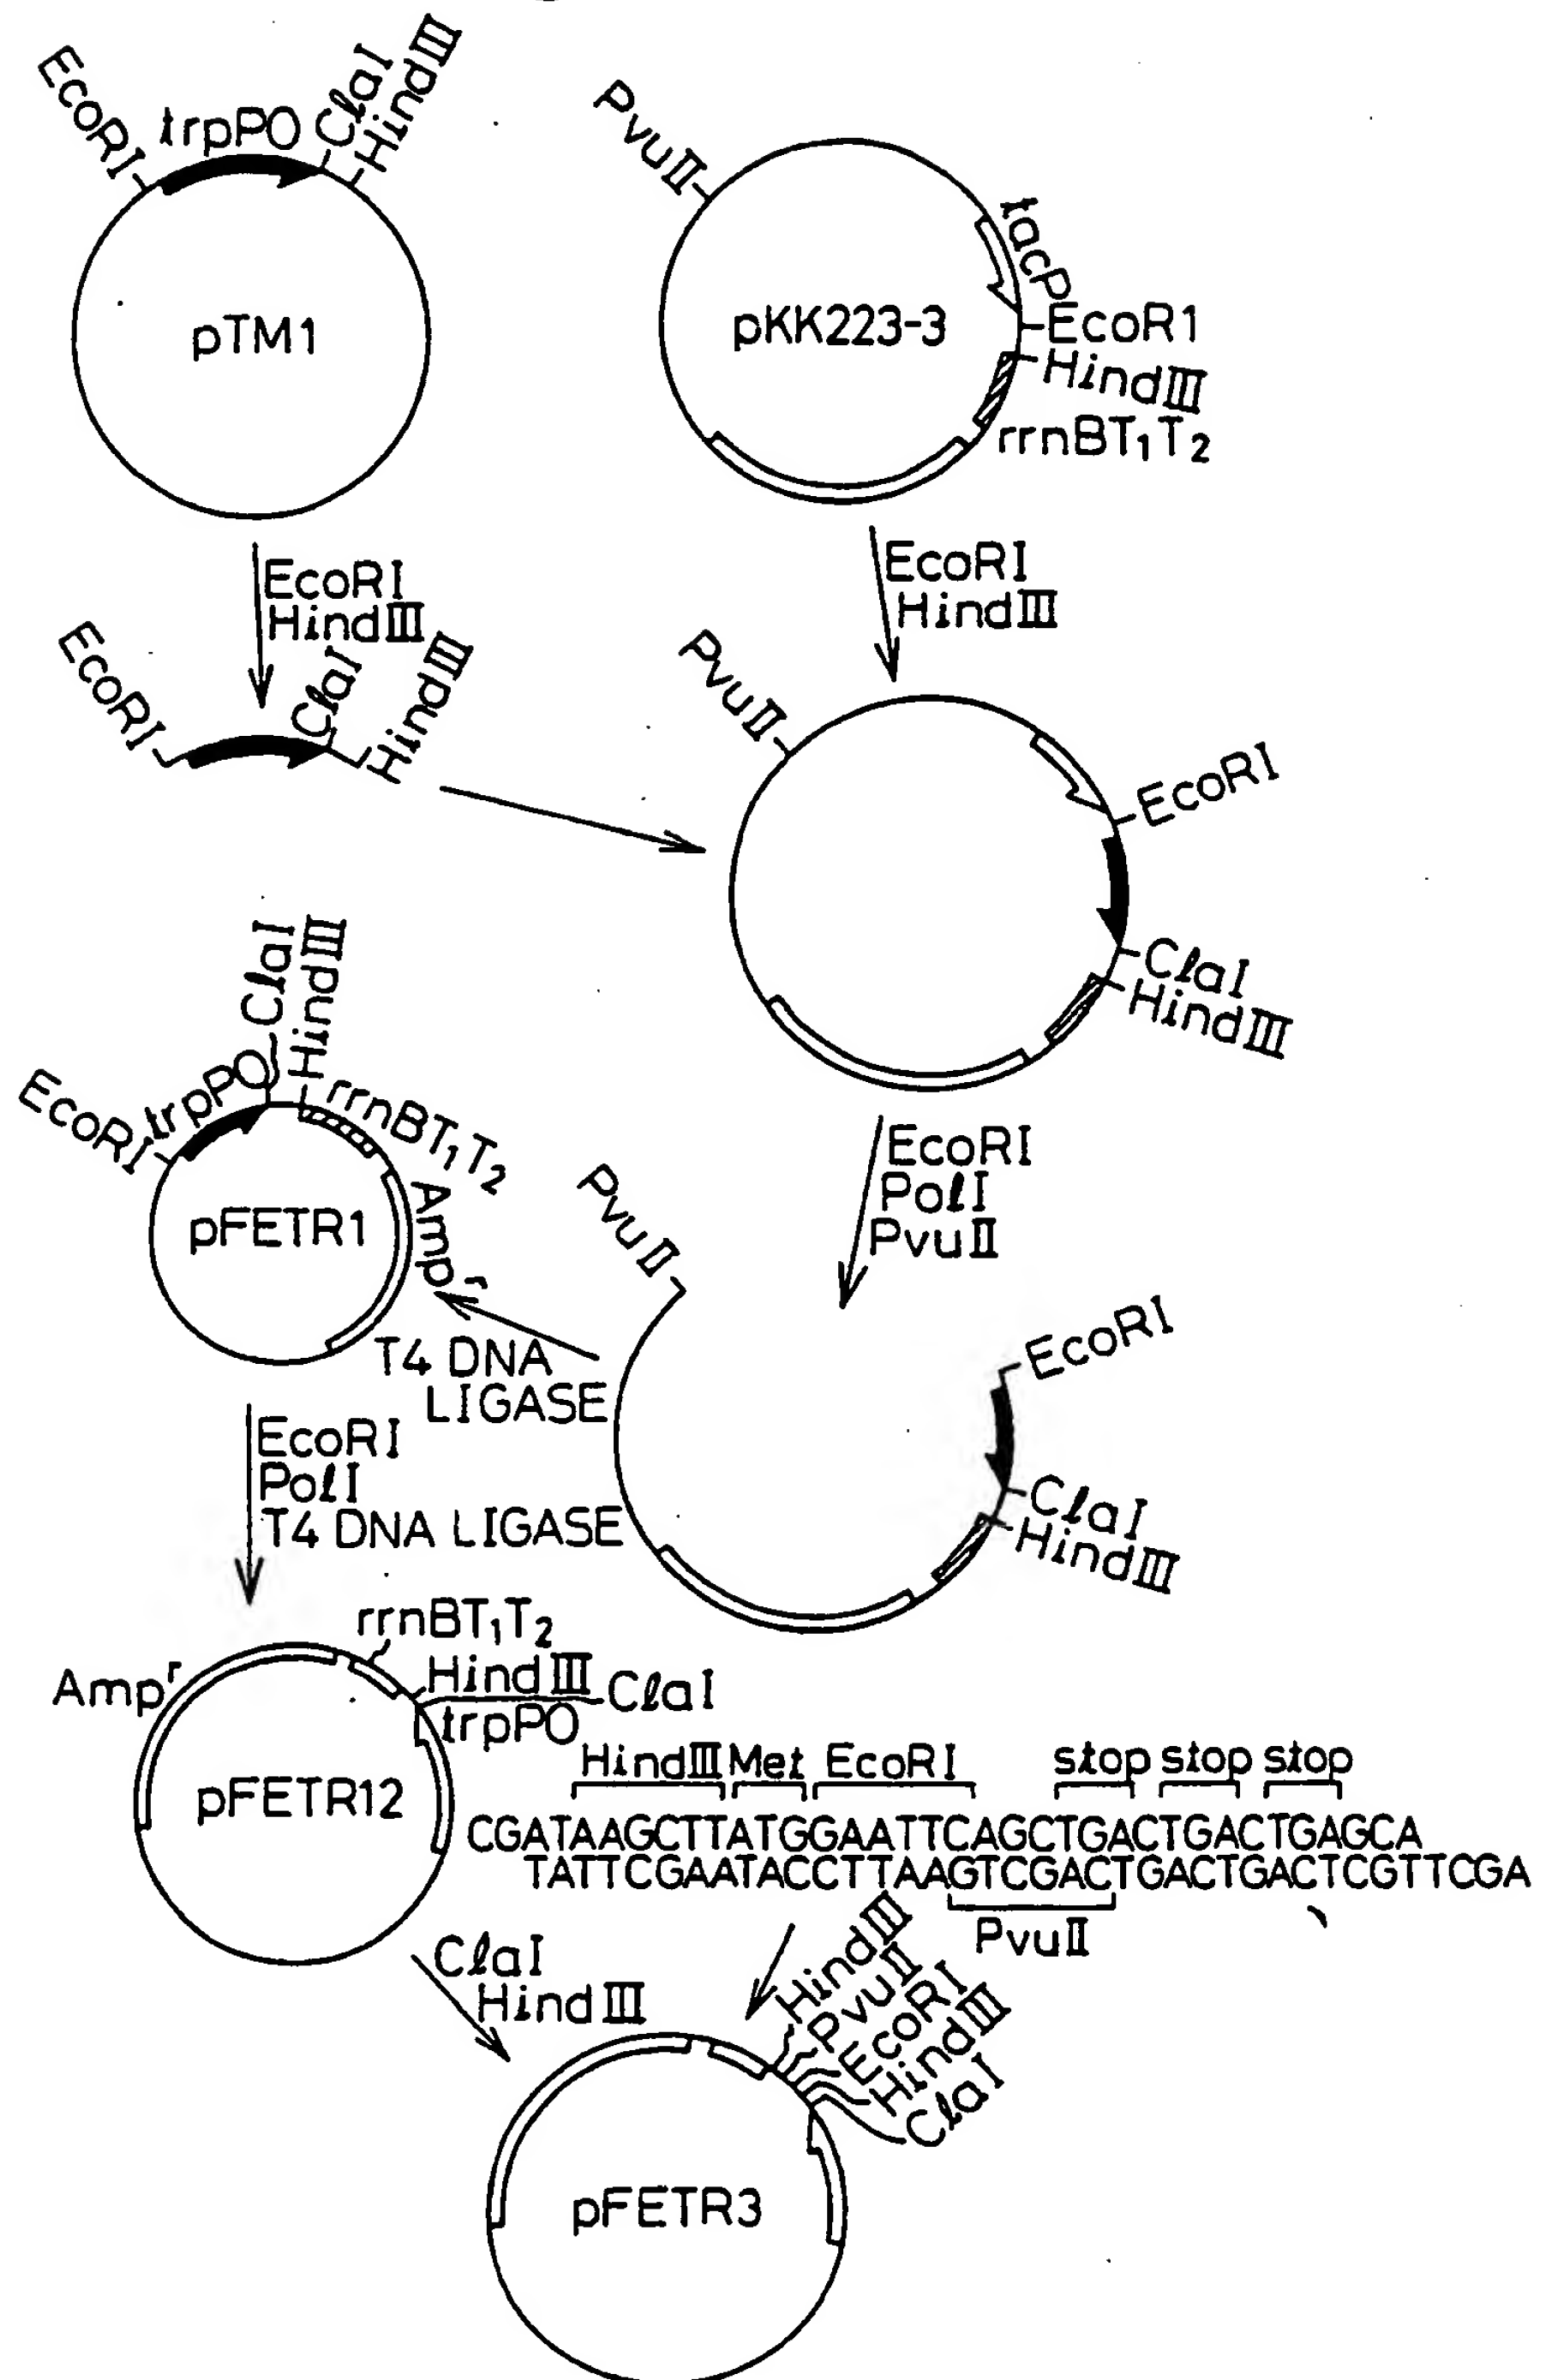 EcoRI
trpPO
ClaI
HindIII
pTM1
PvuII
tacP
pKK223-3
EcoR1
HindIII
rrnBT1T2
EcoRI
HindIII
EcoRI
HindIII
EcoRI
ClaI
HindIII
PvuII
EcoRI
ClaI
HindIII
EcoRI
trpPO
ClaI
HindIII
rrnBT1T2
Ampr
pFETR1
EcoRI
PolI
PvuII
PvuII
EcoRI
ClaI
HindIII
T4 DNA
LIGASE
EcoRI
PolI
T4 DNA LIGASE
rrnBT1T2
Ampr
HindIII
ClaI
trpPO
pFETR12
HindIII Met EcoRI stop stop stop
CGATAAGCTTATGGAATTCAGCTGACTGACTGAGCA
TATTCGAATACCTTAAGTCGACTGACTGACTCGTTCGA
PvuII
ClaI
HindIII
HindIII
PvuII
EcoRI
HindIII
ClaI
pFETR3